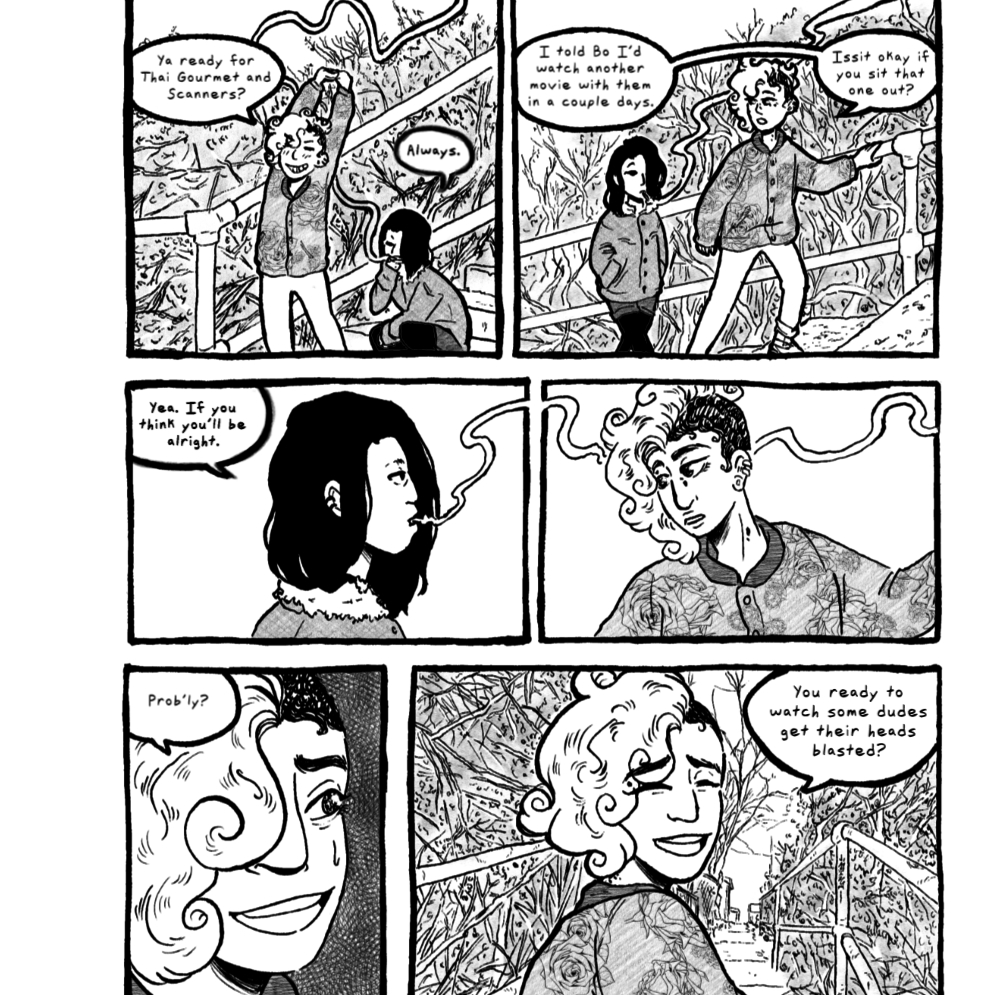 Ya ready for
Thai Gourmet and
Scanners?
Always.
I told Bo I'd
watch another
movie with them
in a couple days.
Issit okay if
you sit that
one out?
Yea. If you
think you'll be
alright.
Prob'ly?
You ready to
watch some dudes
get their heads
blasted?